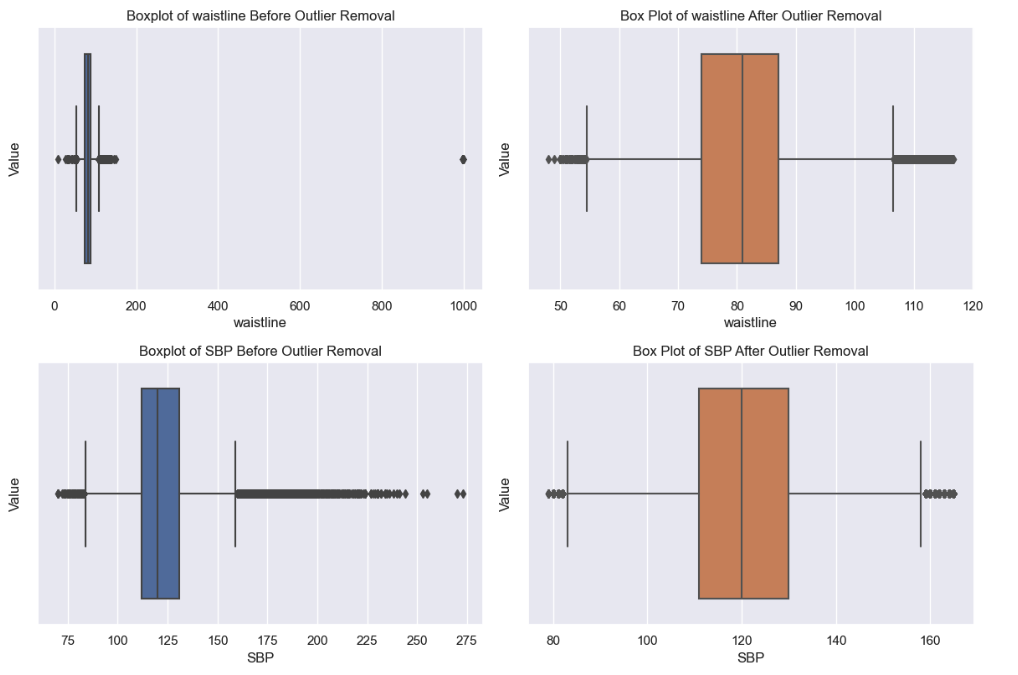 Boxplot of waistline Before Outlier Removal
Value
0 200 400 600 800 1000
waistline
Box Plot of waistline After Outlier Removal
Value
50 60 70 80 90 100 110 120
waistline
Boxplot of SBP Before Outlier Removal
Value
75 100 125 150 175 200 225 250 275
SBP
Box Plot of SBP After Outlier Removal
Value
80 100 120 140 160
SBP